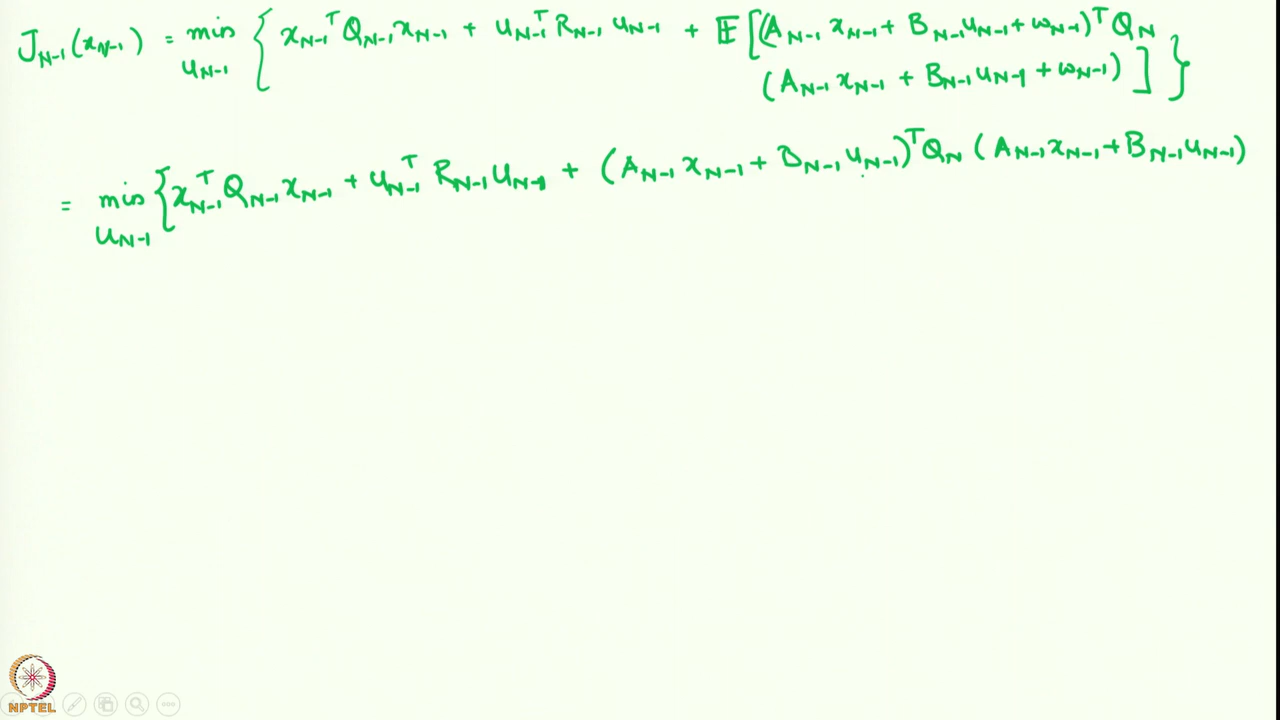 J_{N-1}(x_{N-1}) = min_{u_{N-1}} { x_{N-1}^T Q_{N-1} x_{N-1} + u_{N-1}^T R_{N-1} u_{N-1} + 𝔼 [ (A_{N-1} x_{N-1} + B_{N-1} u_{N-1} + w_{N-1})^T Q_N
(A_{N-1} x_{N-1} + B_{N-1} u_{N-1} + w_{N-1}) ] }
= min_{u_{N-1}} { x_{N-1}^T Q_{N-1} x_{N-1} + u_{N-1}^T R_{N-1} u_{N-1} + (A_{N-1} x_{N-1} + B_{N-1} u_{N-1})^T Q_N (A_{N-1} x_{N-1} + B_{N-1} u_{N-1})
NPTEL